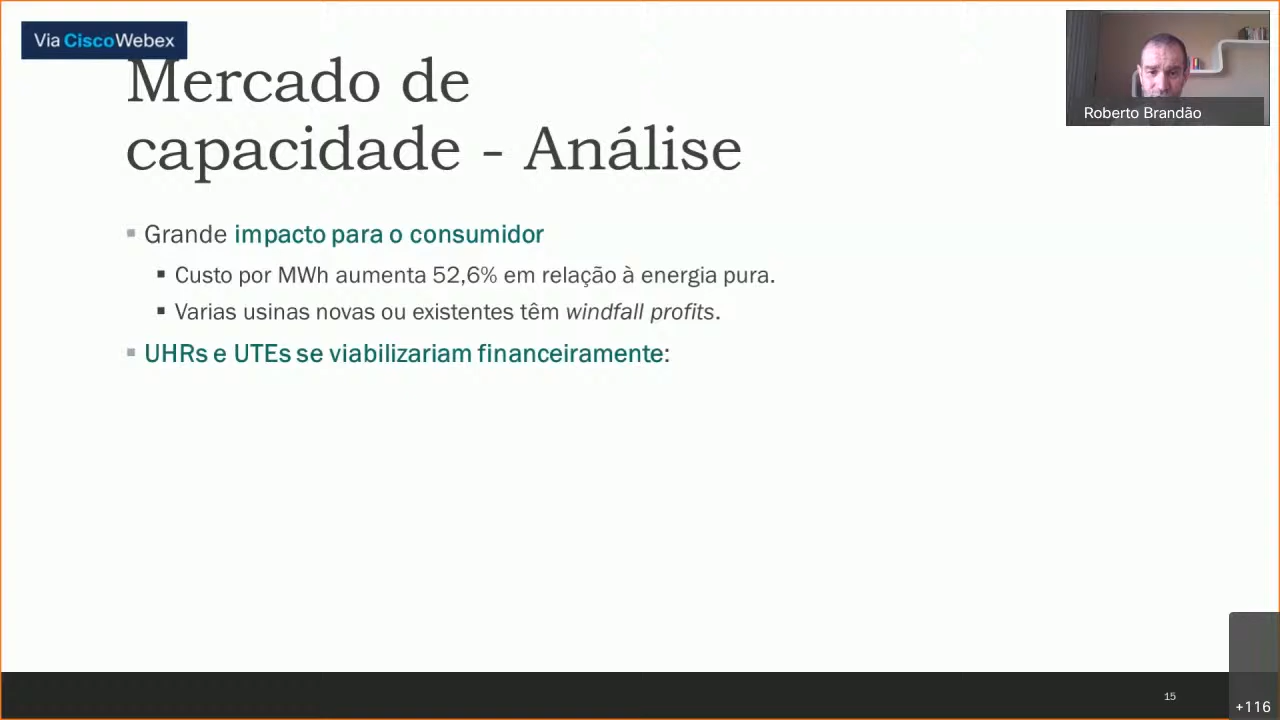 Via CiscoWebex
Mercado de
capacidade - Análise
Roberto Brandão
Grande impacto para o consumidor
Custo por MWh aumenta 52,6% em relação à energia pura.
Varias usinas novas ou existentes têm windfall profits.
UHRs e UTEs se viabilizariam financeiramente:
15
+116